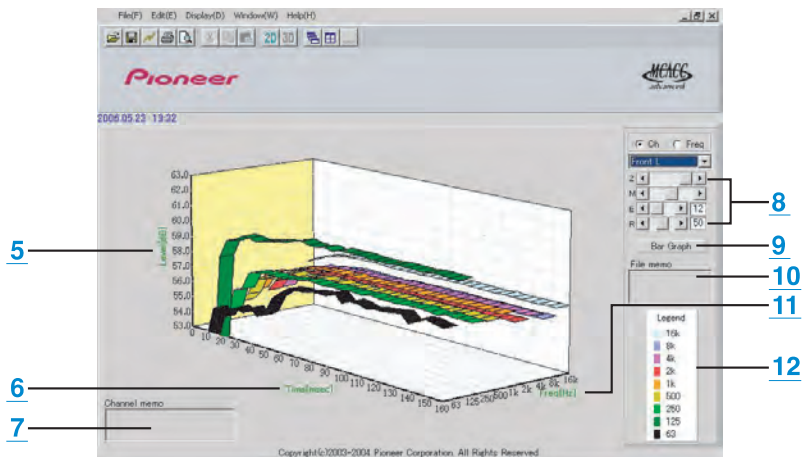 File(F) Edit(E) Display(D) Window(W) Help(H)
2D 3D
Pioneer
MCACC
advanced
2006.05.23 13:32
Ch Freq
Front L
Z
M
E 12
R 50
8
Bar Graph
9
File memo
10
11
63.0
62.0
61.0
60.0
59.0
58.0
57.0
56.0
55.0
54.0
53.0
Level[dB]
5
0 10 20 30 40 50 60 70 80 90 100 110 120 130 140 150 160
Time[msec]
6
63 125 250 500 1k 2k 4k 8k 16k
Freq[Hz]
Legend
16k
8k
4k
2k
1k
500
250
125
63
12
Channel memo
7
Copyright(c)2003-2004 Pioneer Corporation. All Rights Reserved